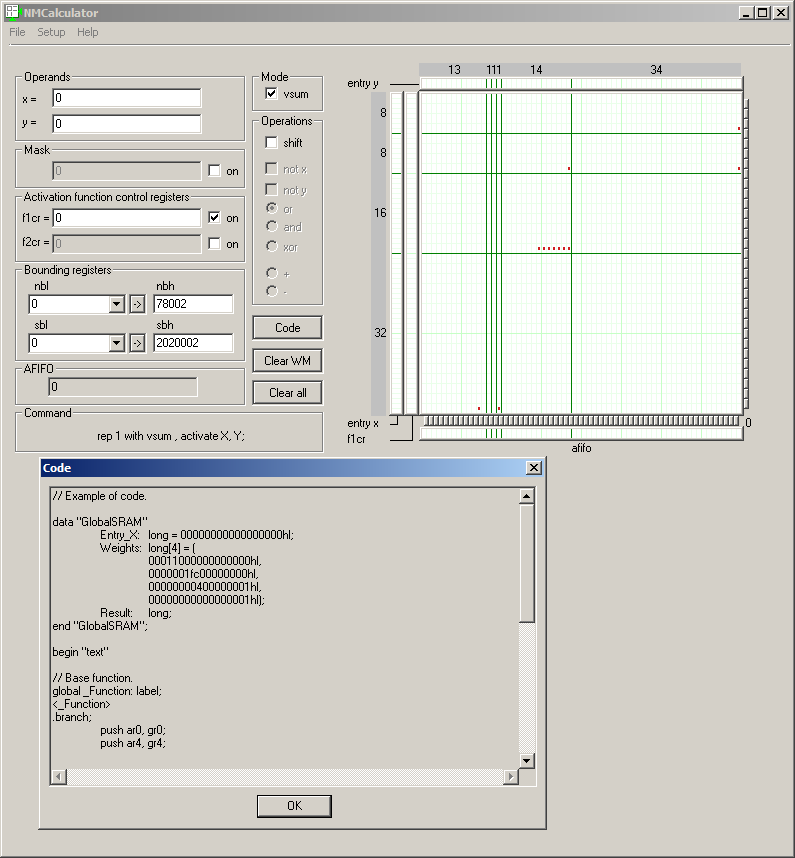 NMCalculator
File Setup Help
Operands
x = 0
y = 0
Mask
0 on
Activation function control registers
f1cr = 0 on
f2cr = 0 on
Bounding registers
nbl nbh
0 -> 78002
sbl sbh
0 -> 2020002
AFIFO
0
Command
rep 1 with vsum , activate X, Y;
Mode
vsum
Operations
shift
not x
not y
or
and
xor
+
-
Code
Clear WM
Clear all
13 111 14 34
entry y
8
8
16
32
entry x
f1cr
0
afifo
Code
// Example of code.
data "GlobalSRAM"
Entry_X: long = 00000000000000000hl;
Weights: long[4] = (
00011000000000000hl,
0000001fc00000000hl,
00000000400000001hl,
00000000000000001hl);
Result: long;
end "GlobalSRAM";
begin "text"
// Base function.
global _Function: label;
<_Function>
.branch;
push ar0, gr0;
push ar4, gr4;
OK